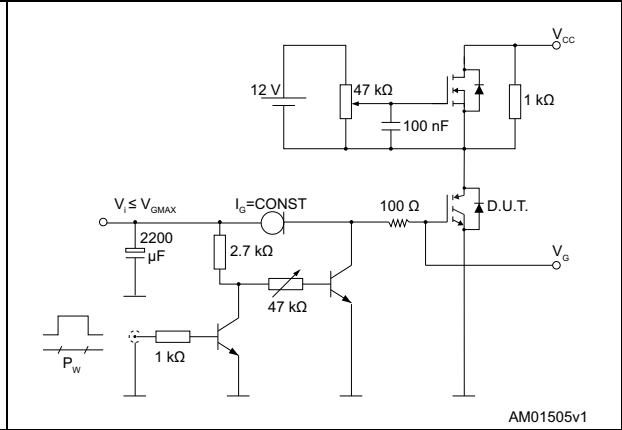 V_CC
12 V
47 kΩ
1 kΩ
100 nF
V_i ≤ V_GMAX
I_G=CONST
100 Ω
D.U.T.
2200
µF
2.7 kΩ
V_G
47 kΩ
1 kΩ
P_W
AM01505v1